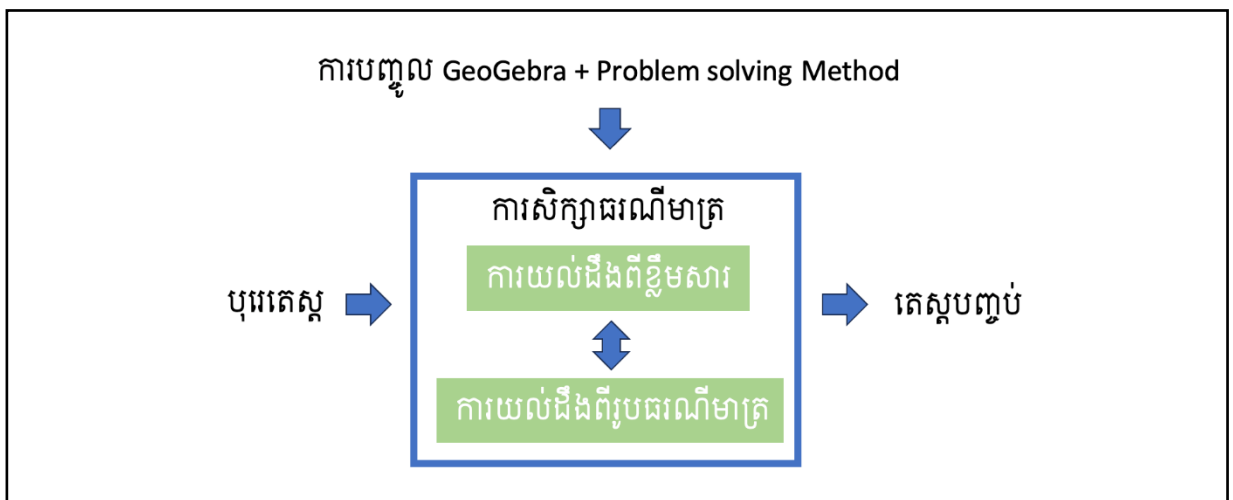 ការបញ្ចូល GeoGebra + Problem solving Method
ការសិក្សាធរណីមាត្រ
ការយល់ដឹងពីខ្លឹមសារ
បុរេតេស្ត
តេស្តបញ្ចប់
ការយល់ដឹងពីរូបធរណីមាត្រ